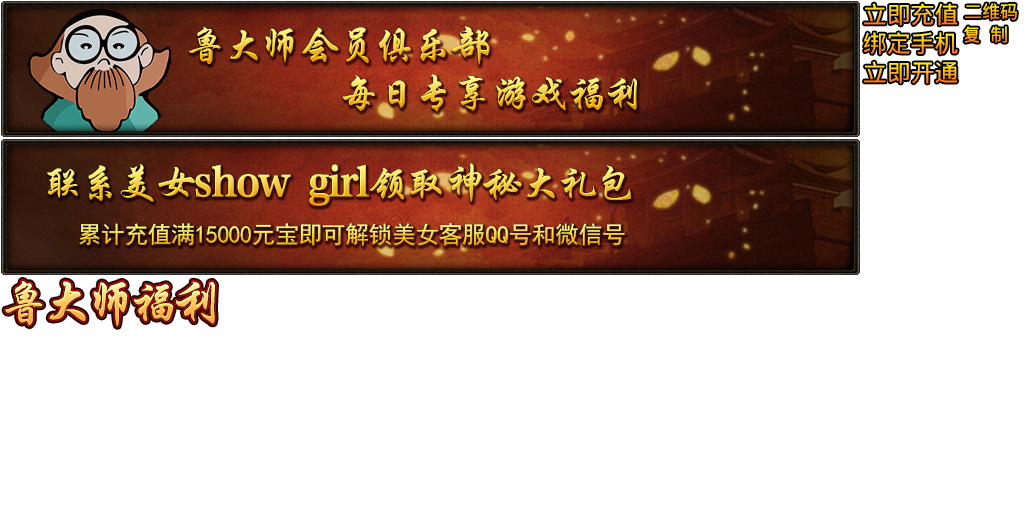 鲁大师会员俱乐部
每日专享游戏福利
立即充值
绑定手机
立即开通
二维码
复 制
联系美女show girl领取神秘大礼包
累计充值满15000元宝即可解锁美女客服QQ号和微信号
鲁大师福利